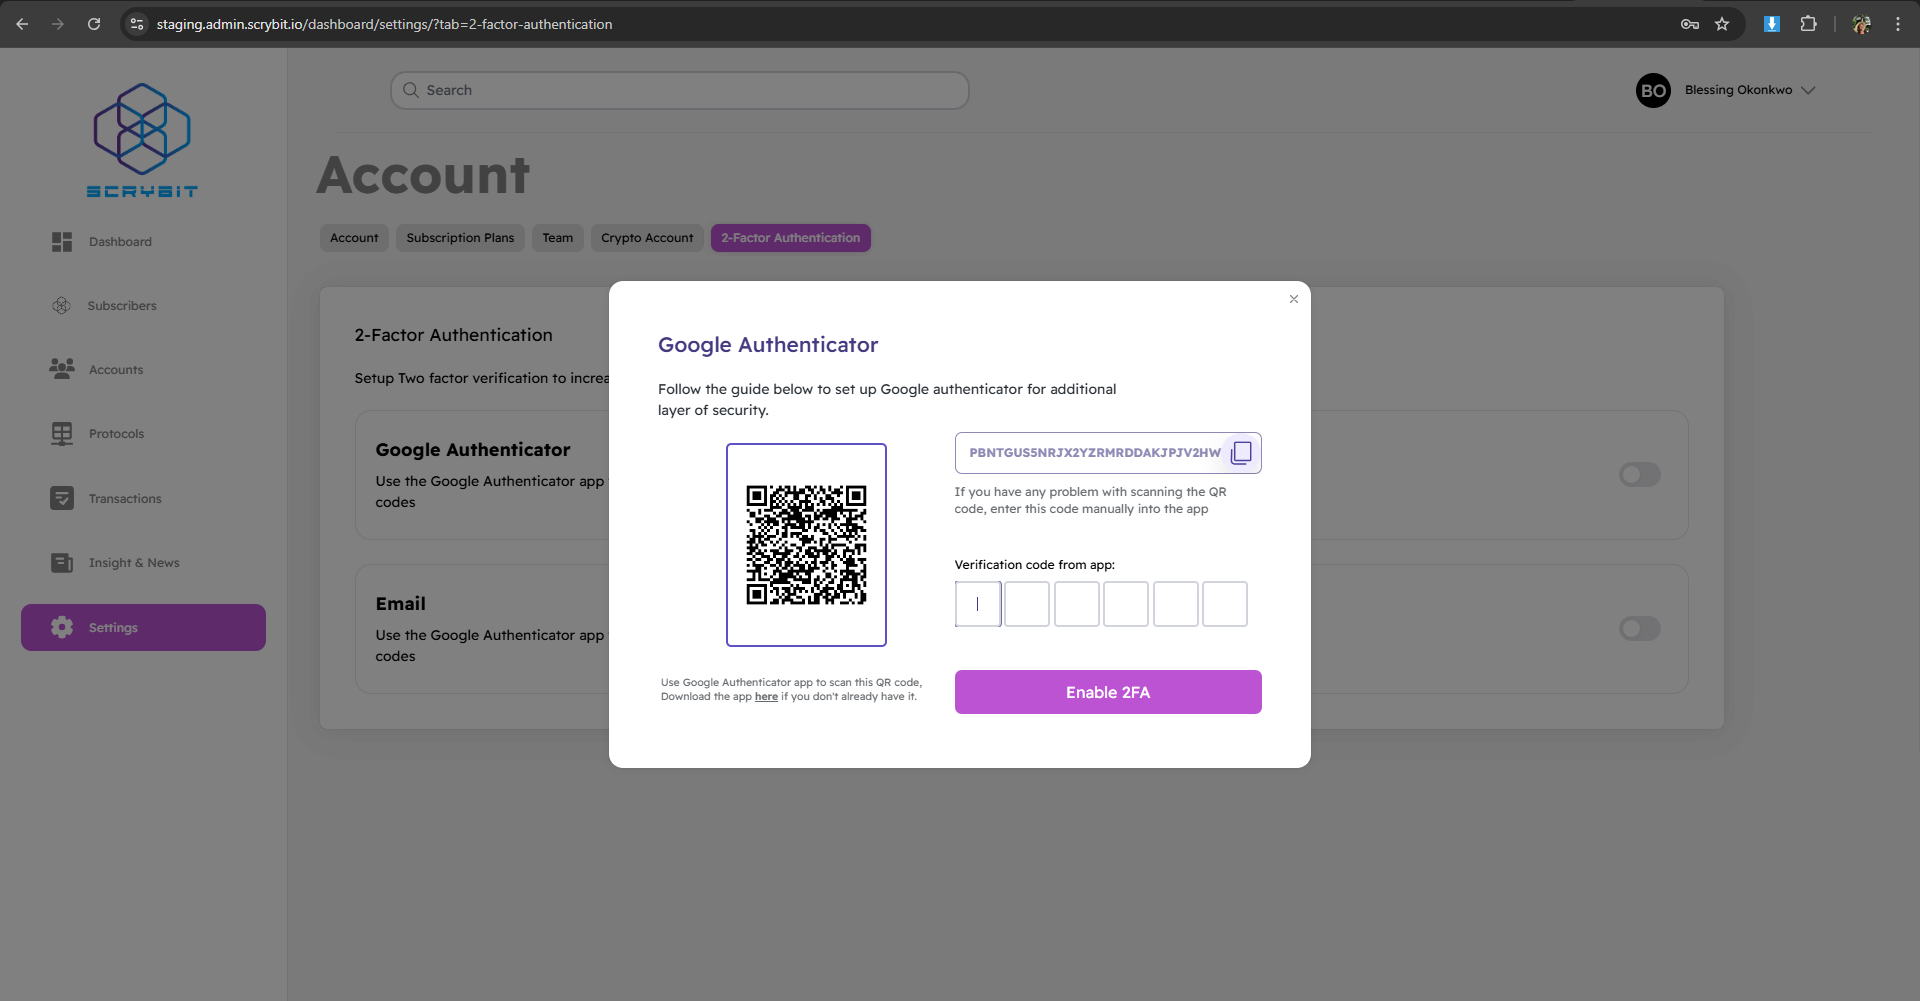 staging.admin.scrybit.io/dashboard/settings/?tab=2-factor-authentication
SCRYBIT
Search
BO
Blessing Okonkwo
Account
Account
Subscription Plans
Team
Crypto Account
2-Factor Authentication
Dashboard
Subscribers
Accounts
Protocols
Transactions
Insight & News
Settings
2-Factor Authentication
Setup Two factor verification to increa
Google Authenticator
Use the Google Authenticator app
codes
Email
Use the Google Authenticator app
codes
Google Authenticator
Follow the guide below to set up Google authenticator for additional
layer of security.
PBNTGUS5NRJX2YZRMRDDAKJPJV2HW
If you have any problem with scanning the QR
code, enter this code manually into the app
Verification code from app:
Use Google Authenticator app to scan this QR code,
Download the app here if you don't already have it.
Enable 2FA